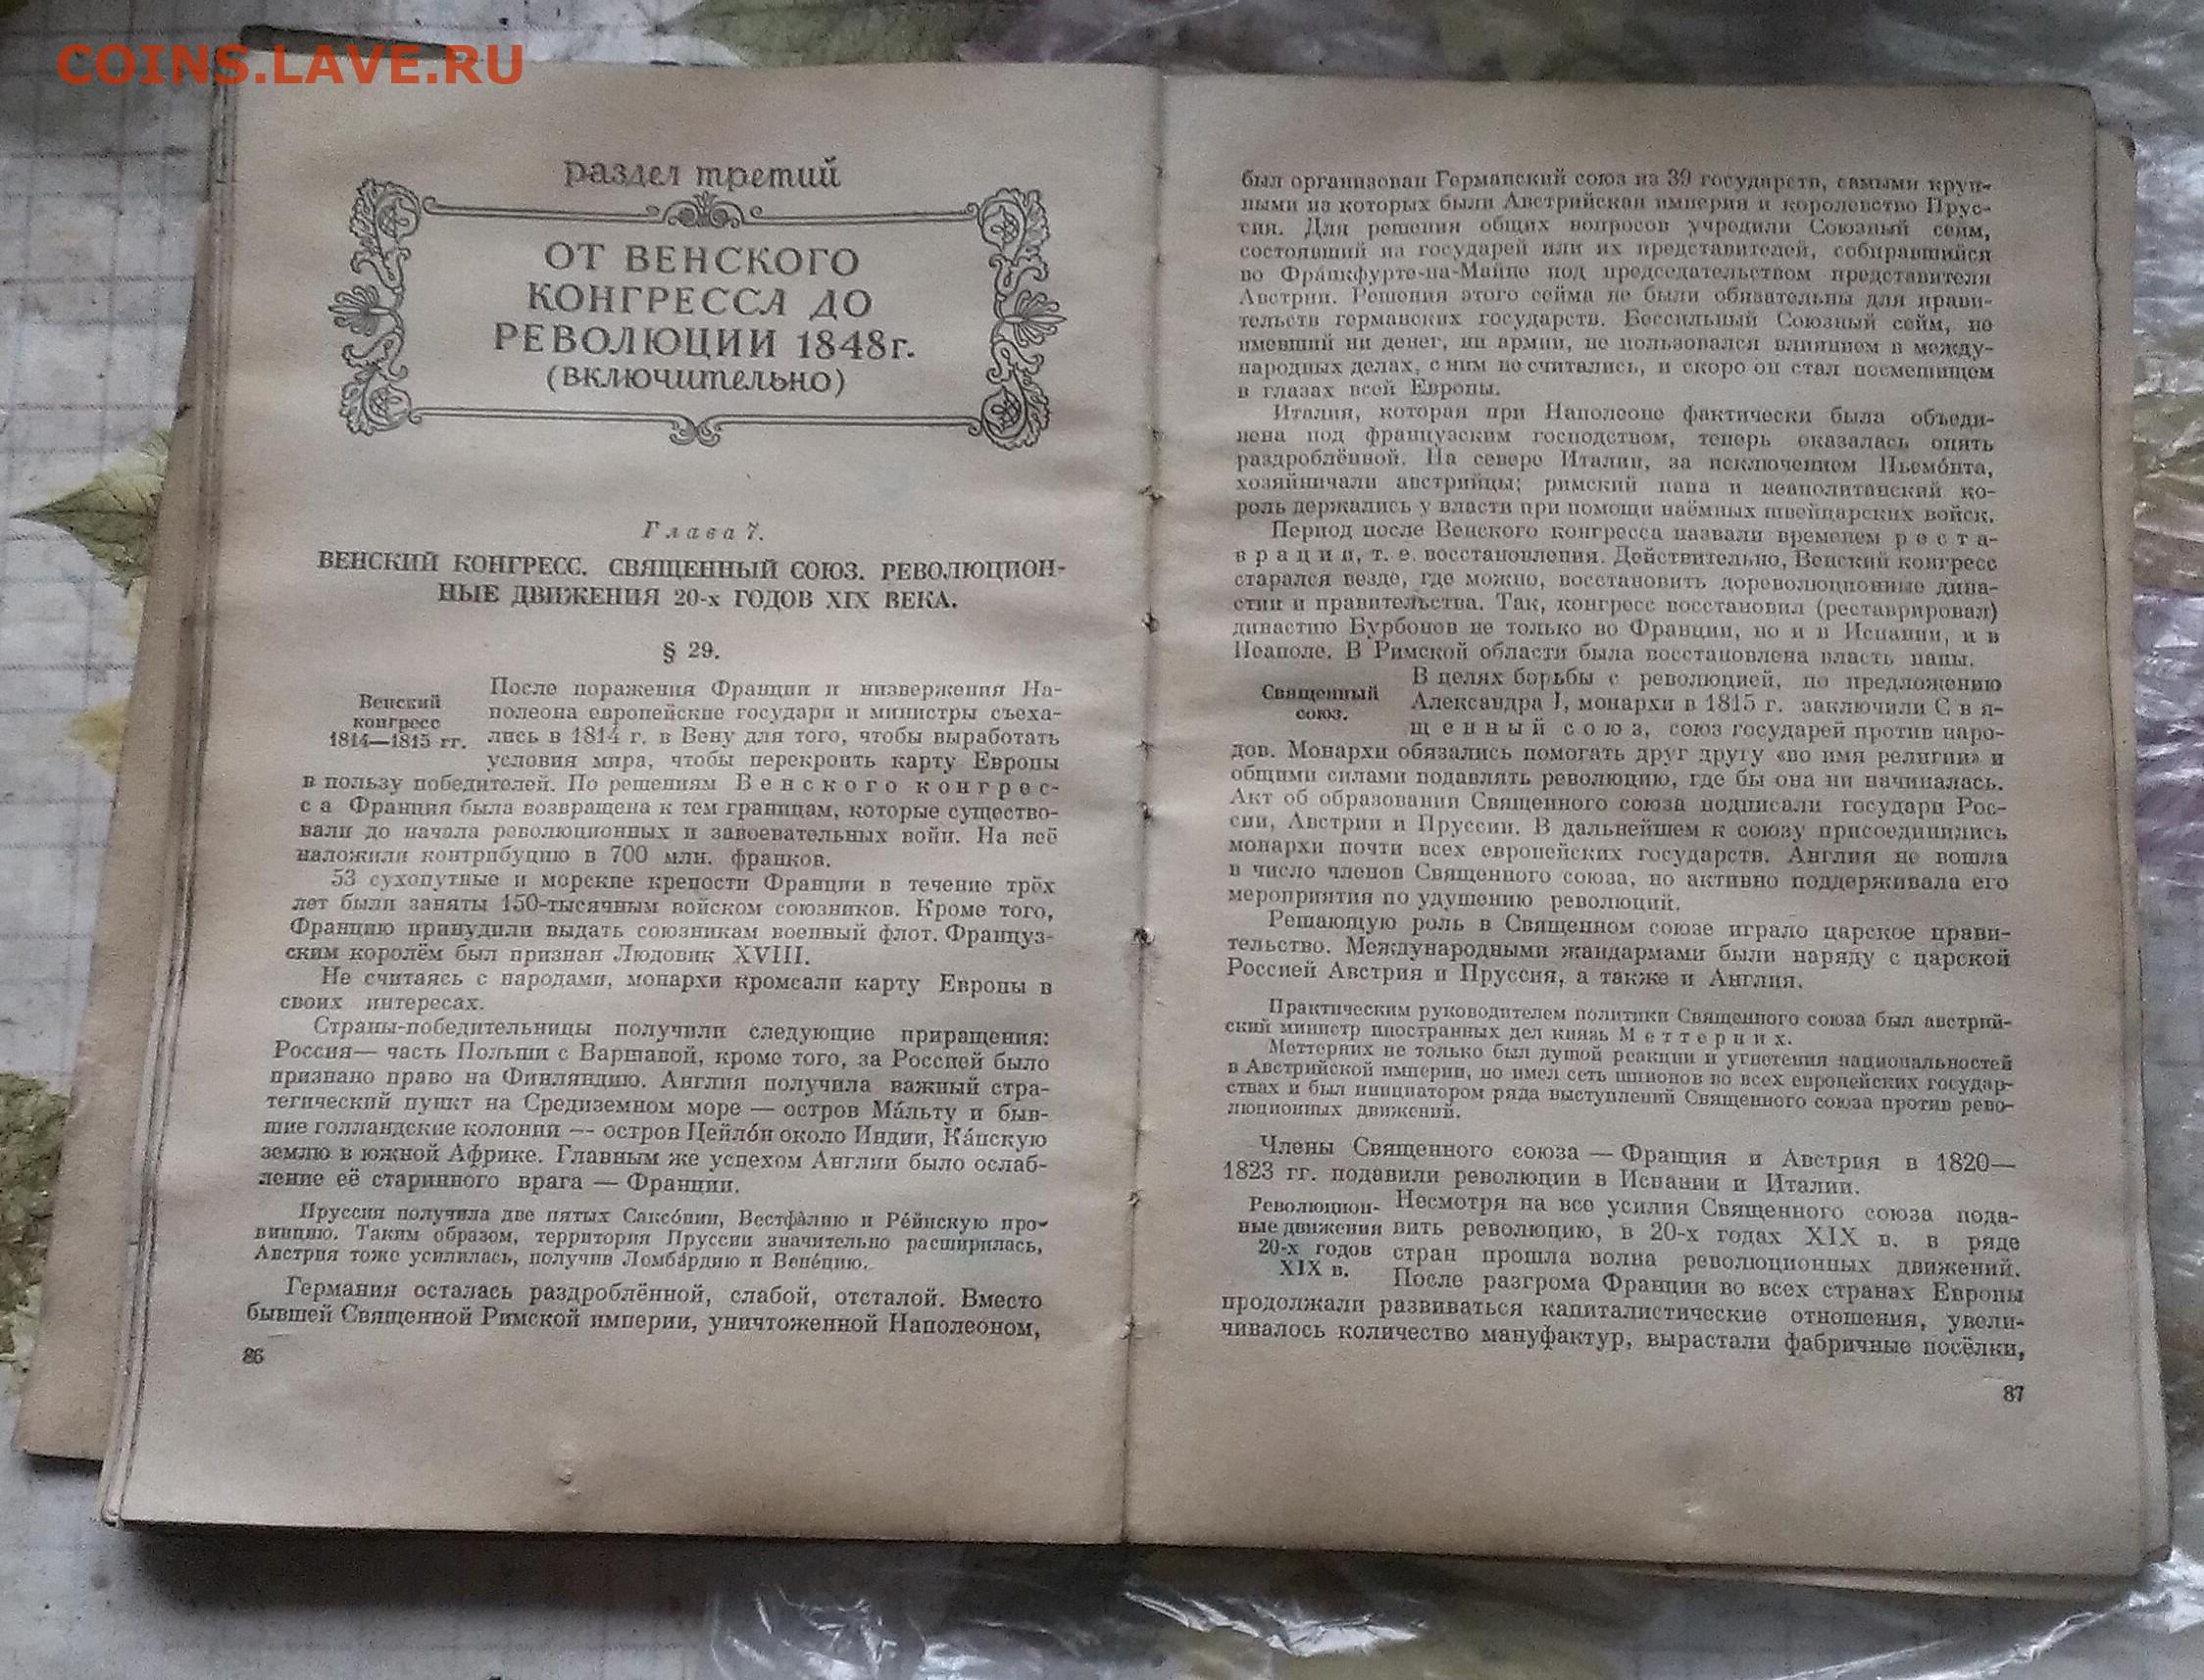 COINS.LAVE.RU
раздел третий
ОТ ВЕНСКОГО
КОНГРЕССА ДО
РЕВОЛЮЦИИ 1848г.
(включительно)
Глава 7.
ВЕНСКИЙ КОНГРЕСС. СВЯЩЕННЫЙ СОЮЗ. РЕВОЛЮЦИОН-
НЫЕ ДВИЖЕНИЯ 20-х ГОДОВ XIX ВЕКА.
§ 29.
Венский
конгресс
1814—1815 гг.
После поражения Франции и низвержения На-
полеона европейские государи и министры съеха-
лись в 1814 г. в Вену для того, чтобы выработать
условия мира, чтобы перекроить карту Европы
в пользу победителей. По решениям Венского конгрес-
са Франция была возвращена к тем границам, которые существо-
вали до начала революционных и завоевательных войн. На неё
наложили контрибуцию в 700 млн. франков.
53 сухопутные и морские крепости Франции в течение трёх
лет были заняты 150-тысячным войском союзников. Кроме того,
Францию принудили выдать союзникам военный флот. Француз-
ским королём был признан Людовик XVIII.
Не считаясь с народами, монархи кромсали карту Европы в
своих интересах.
Страны-победительницы получили следующие приращения:
Россия— часть Польши с Варшавой, кроме того, за Россией было
признано право на Финляндию. Англия получила важный стра-
тегический пункт на Средиземном море — остров Ма́льту и быв-
шие голландские колонии — остров Цейло́н около Индии, Ка́пскую
землю в южной Африке. Главным же успехом Англии было ослаб-
ление её старинного врага — Франции.
Пруссия получила две пятых Саксо́нии, Вестфа́лию и Ре́йнскую про-
винцию. Таким образом, территория Пруссии значительно расширилась,
Австрия тоже усилилась, получив Ломба́рдию и Вене́цию.
Германия осталась раздроблённой, слабой, отсталой. Вместо
бывшей Священной Римской империи, уничтоженной Наполеоном,
86
был организован Германский союз из 39 государств, самыми круп-
ными из которых были Австрийская империя и королевство Прус-
сия. Для решения общих вопросов учредили Союзный сейм,
состоявший из государей или их представителей, собиравшийся
во Фра́нкфурте-на-Майне под председательством представителя
Австрии. Решения этого сейма не были обязательны для прави-
тельств германских государств. Бессильный Союзный сейм, не
имевший ни денег, ни армии, не пользовался влиянием в между-
народных делах, с ним не считались, и скоро он стал посмешищем
в глазах всей Европы.
Италия, которая при Наполеоне фактически была объеди-
нена под французским господством, теперь оказалась опять
раздроблённой. На севере Италии, за исключением Пьемо́нта,
хозяйничали австрийцы; римский папа и неаполитанский ко-
роль держались у власти при помощи наёмных швейцарских войск.
Период после Венского конгресса назвали временем реста-
врации, т. е. восстановления. Действительно, Венский конгресс
старался везде, где можно, восстановить дореволюционные дина-
стии и правительства. Так, конгресс восстановил (реставрировал)
династию Бурбонов не только во Франции, но и в Испании, и в
Неаполе. В Римской области была восстановлена власть папы.
Священный
союз.
В целях борьбы с революцией, по предложению
Александра I, монархи в 1815 г. заключили Свя-
щенный союз, союз государей против наро-
дов. Монархи обязались помогать друг другу «во имя религии» и
общими силами подавлять революцию, где бы она ни начиналась.
Акт об образовании Священного союза подписали государи Рос-
сии, Австрии и Пруссии. В дальнейшем к союзу присоединились
монархи почти всех европейских государств. Англия не вошла
в число членов Священного союза, но активно поддерживала его
мероприятия по удушению революций.
Решающую роль в Священном союзе играло царское прави-
тельство. Международными жандармами были наряду с царской
Россией Австрия и Пруссия, а также и Англия.
Практическим руководителем политики Священного союза был австрий-
ский министр иностранных дел князь Меттерних.
Меттерних не только был душой реакции и угнетения национальностей
в Австрийской империи, но имел сеть шпионов во всех европейских государ-
ствах и был инициатором ряда выступлений Священного союза против рево-
люционных движений.
Члены Священного союза — Франция и Австрия в 1820—
1823 гг. подавили революции в Испании и Италии.
Революцион-
ные движения
20-х годов
XIX в.
Несмотря на все усилия Священного союза пода-
вить революцию, в 20-х годах XIX в. в ряде
стран прошла волна революционных движений.
После разгрома Франции во всех странах Европы
продолжали развиваться капиталистические отношения, увели-
чивалось количество мануфактур, вырастали фабричные посёлки,
87